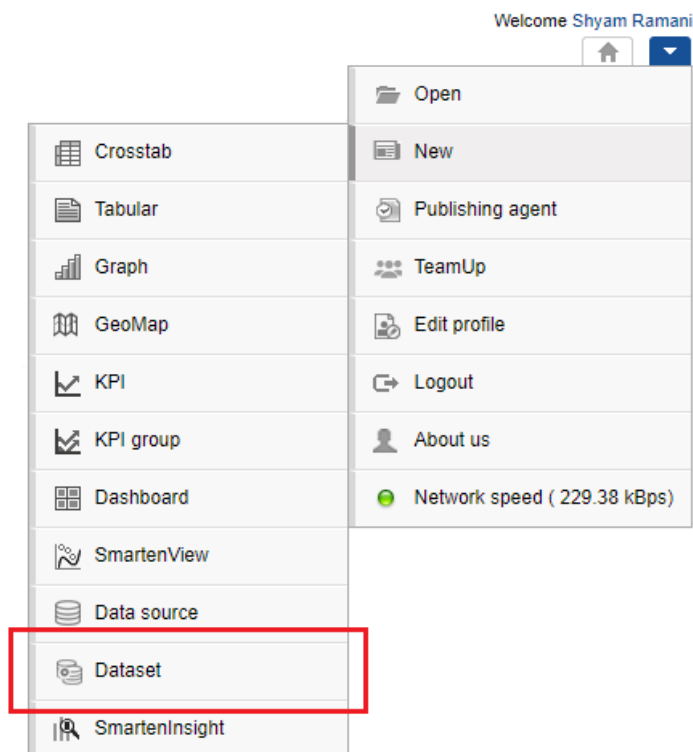 Welcome Shyam Ramani
Open
New
Publishing agent
TeamUp
Edit profile
Logout
About us
Network speed ( 229.38 kBps)
Crosstab
Tabular
Graph
GeoMap
KPI
KPI group
Dashboard
SmartenView
Data source
Dataset
SmartenInsight